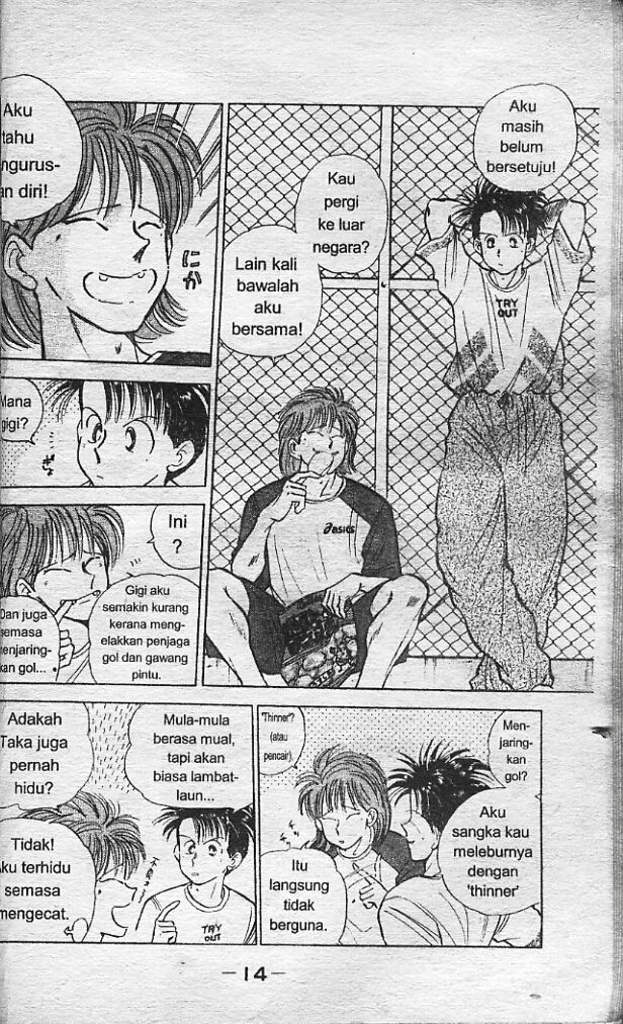 Aku
masih
belum
bersetuju!
Kau
pergi
ke luar
negara?
Lain kali
bawalah
aku
bersama!
TRY
OUT
asics
Aku
tahu
ngurus-
n diri!
にか
Mana
gigi?
Ini
?
Gigi aku
semakin kurang
kerana meng-
elakkan penjaga
gol dan gawang
pintu.
Dan juga
semasa
enjaring-
kan gol...
Mula-mula
berasa mual,
tapi akan
biasa lambat-
laun...
Adakah
Taka juga
pernah
hidu?
Tidak!
Aku terhidu
semasa
mengecat.
TRY
OUT
Men-
jaring-
kan
gol?
Aku
sangka kau
meleburnya
dengan
'thinner'
'Thinner'?
(atau
pencair)
Itu
langsung
tidak
berguna.
-14-